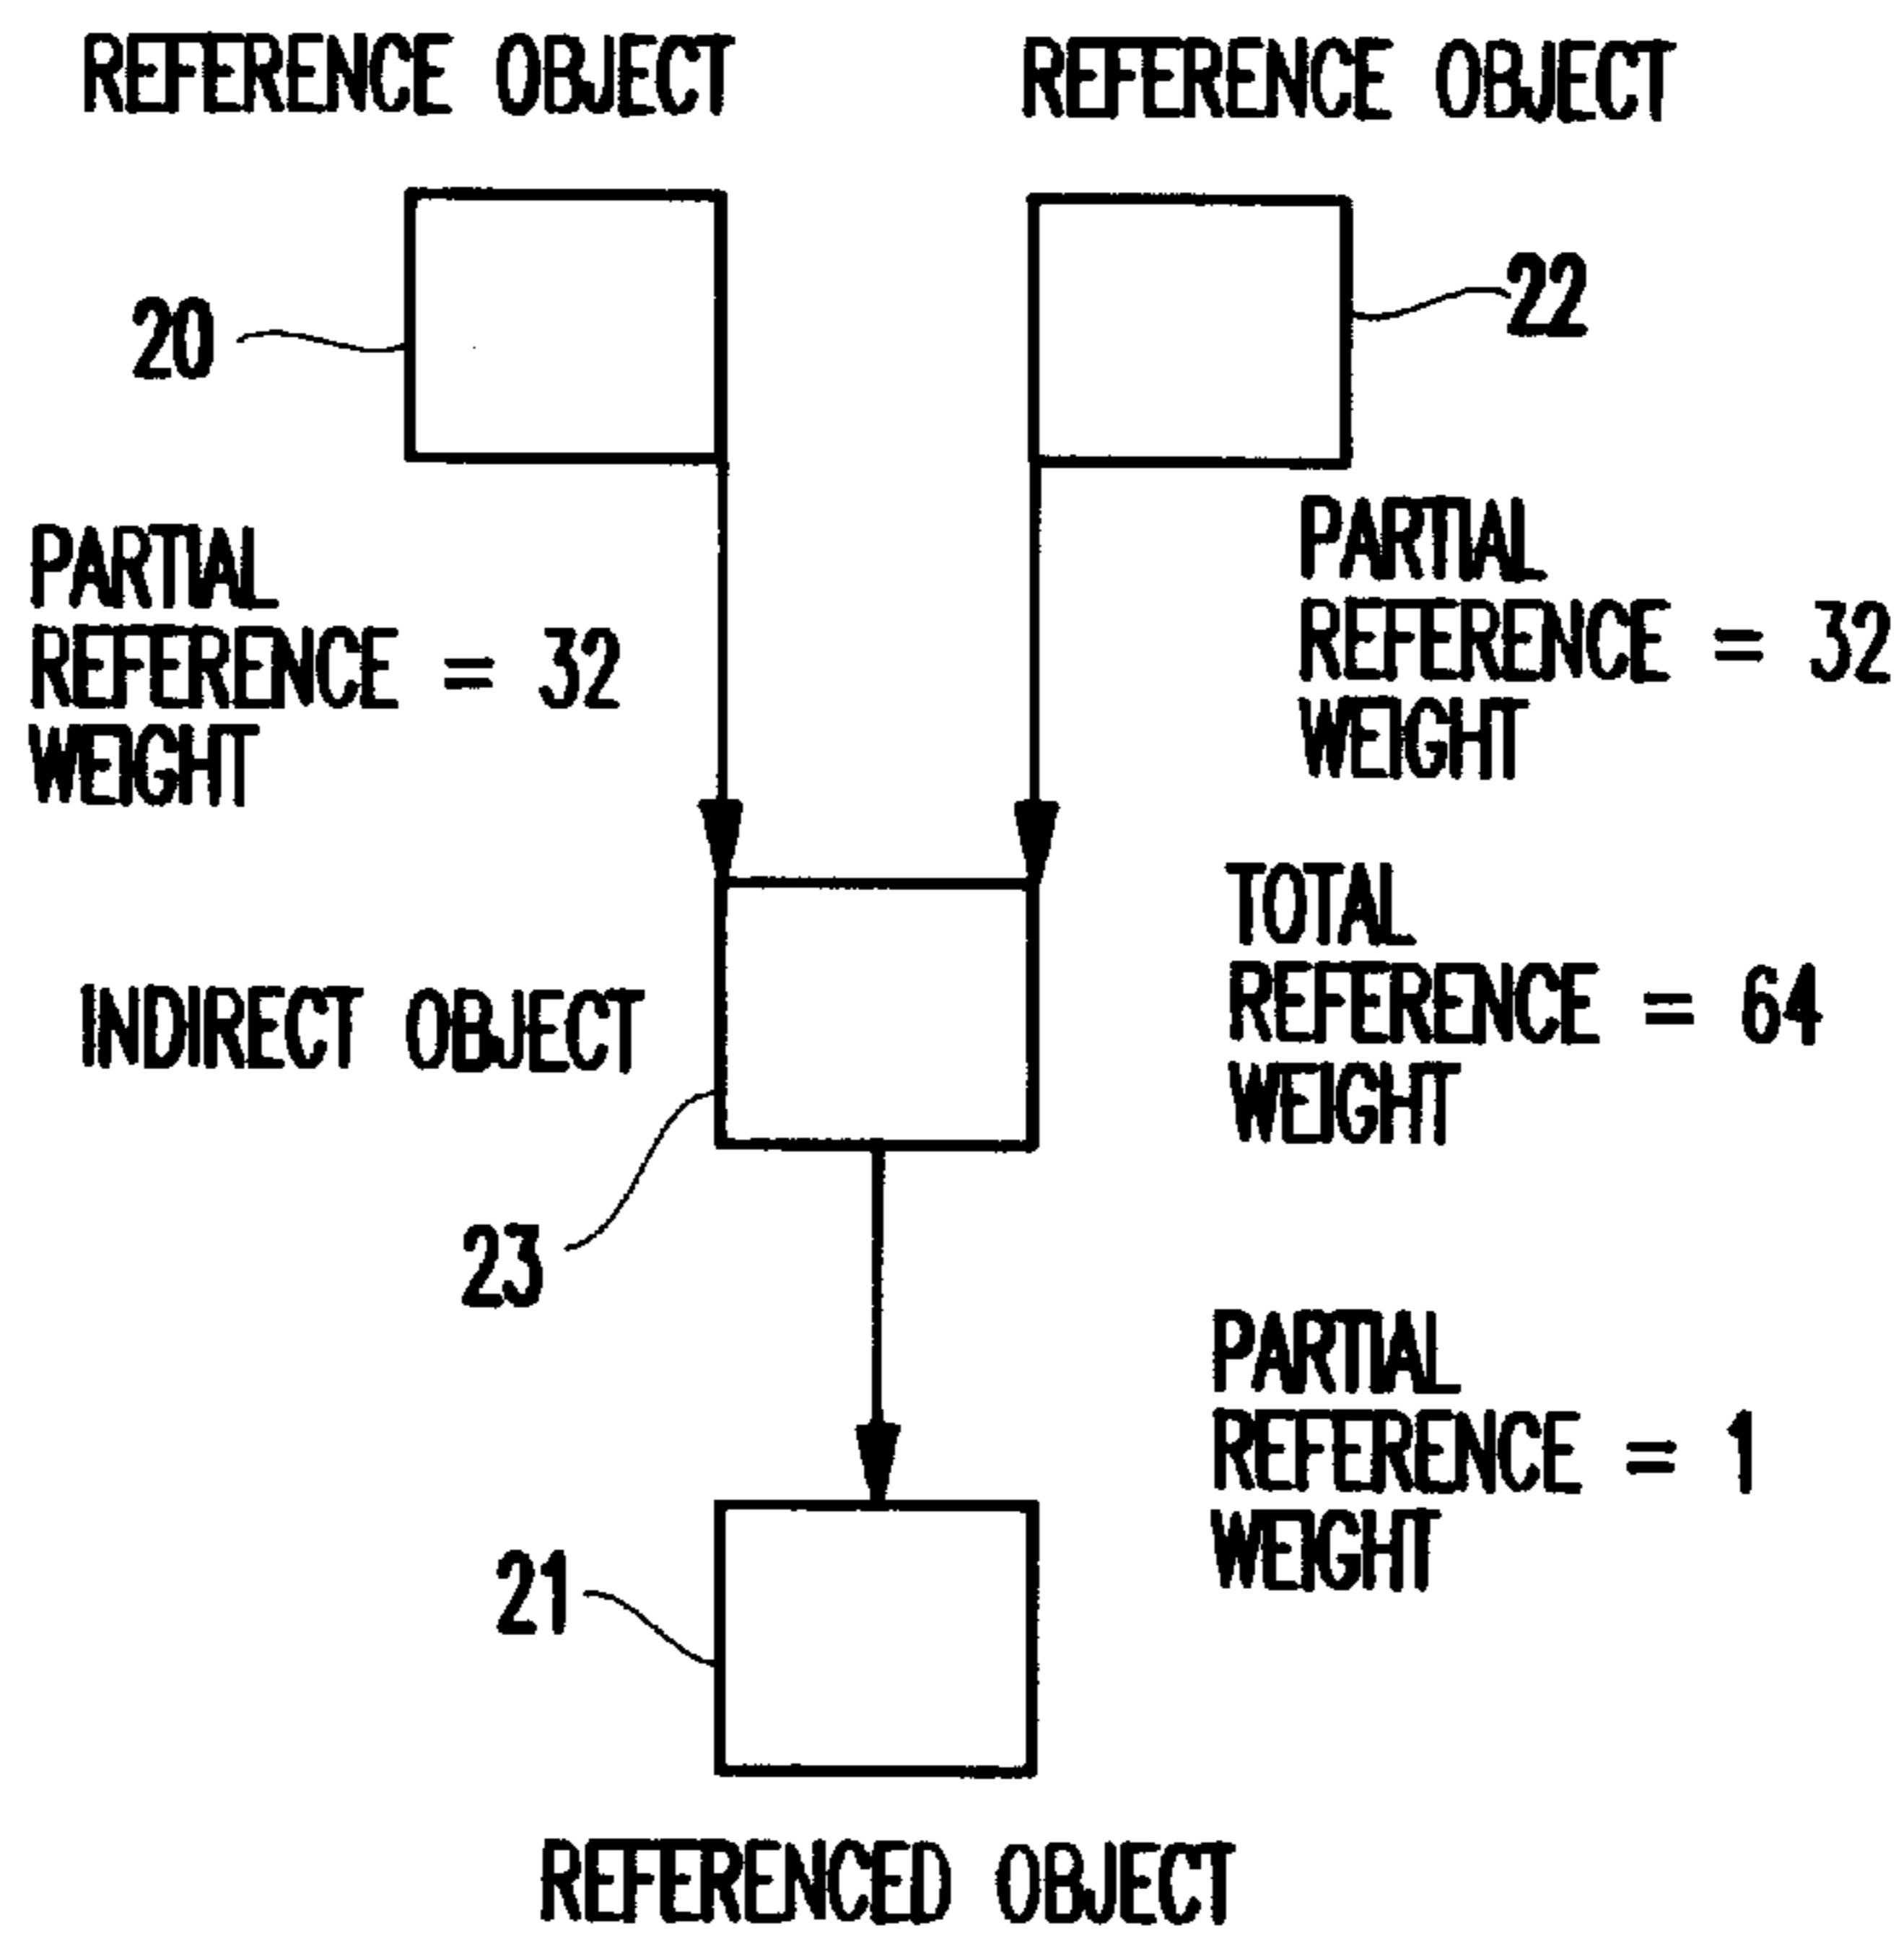 REFERENCE OBJECT
REFERENCE OBJECT
20
22
PARTIAL
REFERENCE = 32
WEIGHT
PARTIAL
REFERENCE = 32
WEIGHT
TOTAL
REFERENCE = 64
WEIGHT
INDIRECT OBJECT
23
PARTIAL
REFERENCE = 1
WEIGHT
21
REFERENCED OBJECT